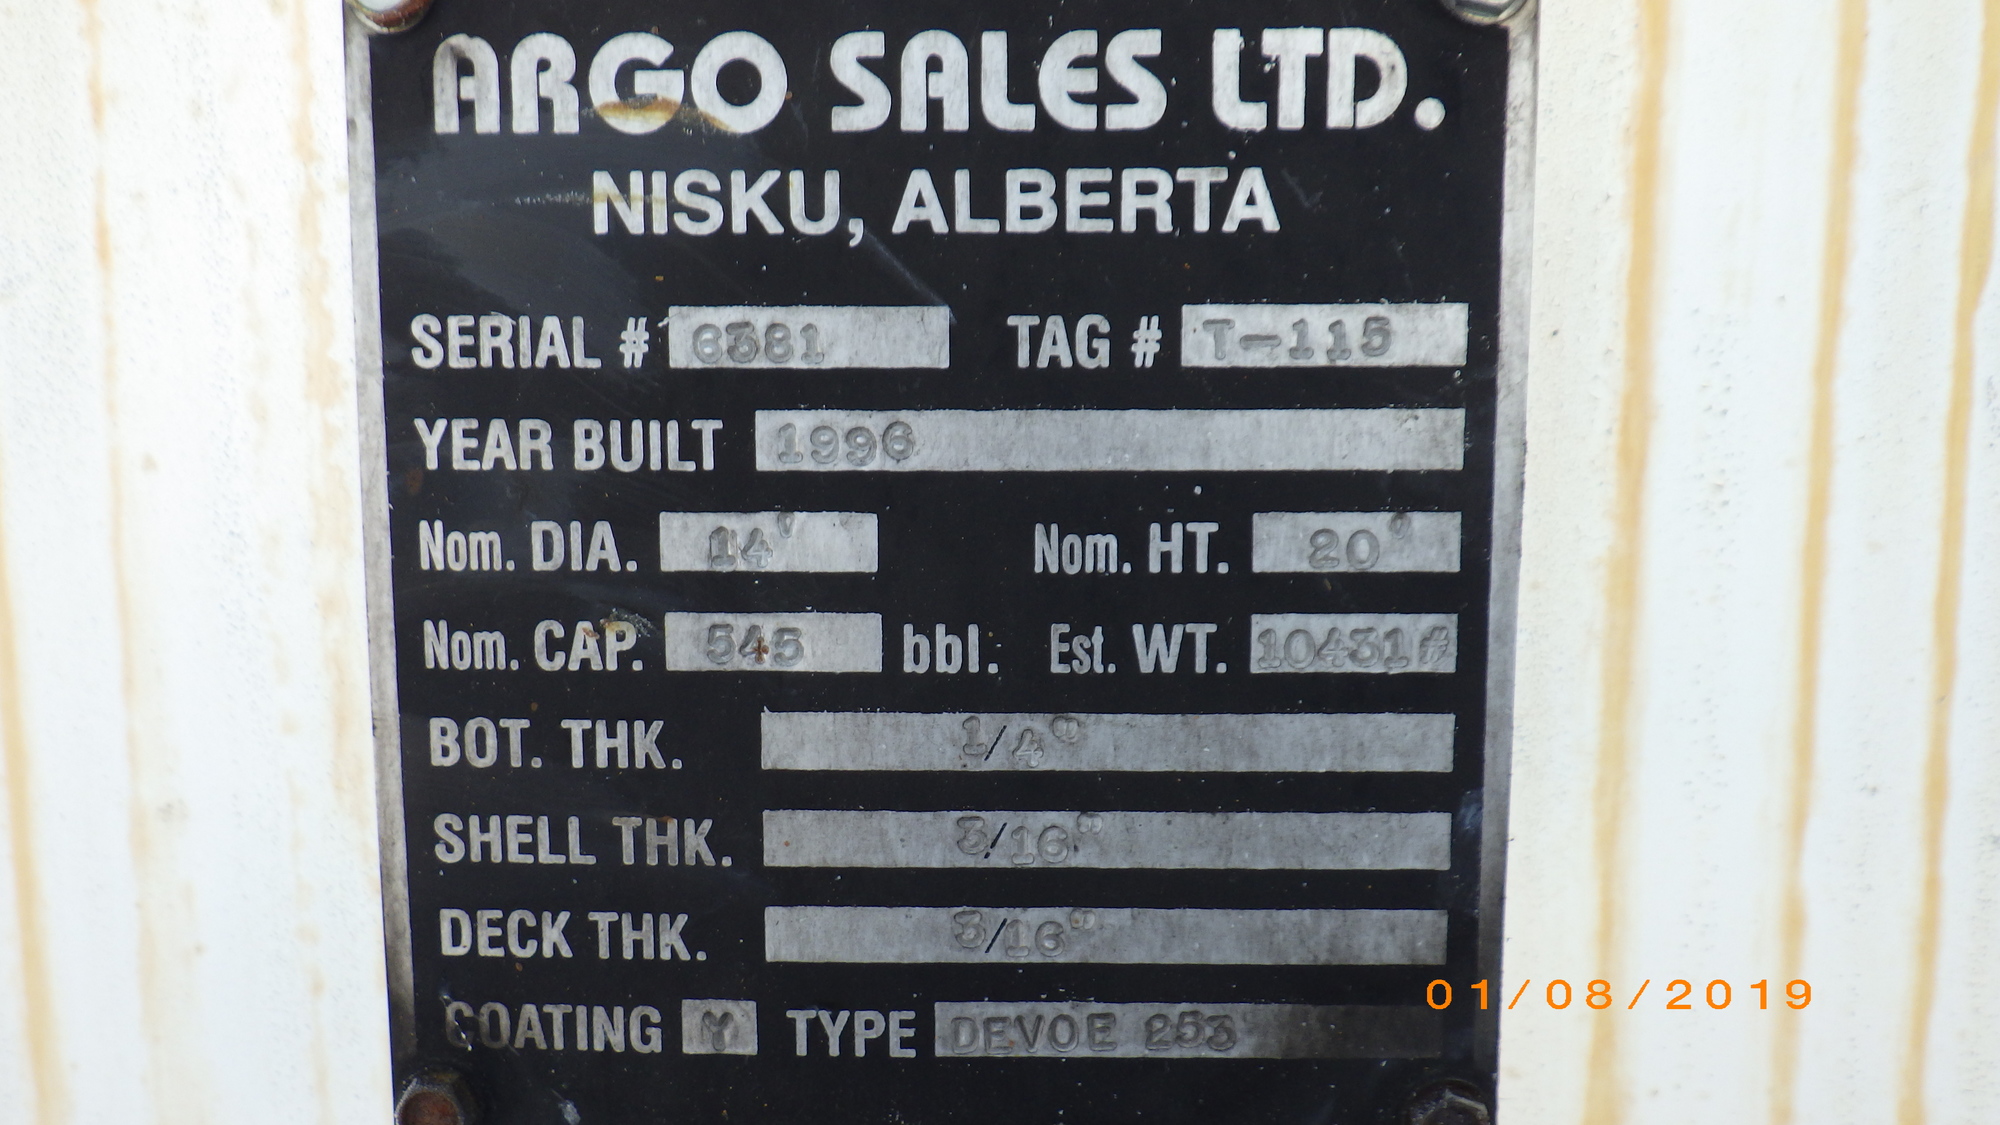 ARGO SALES LTD.
NISKU, ALBERTA
SERIAL # 6381 TAG # T-115
YEAR BUILT 1996
Nom. DIA. 14' Nom. HT. 20'
Nom. CAP. 545 bbl. Est. WT. 10431#
BOT. THK. 1/4"
SHELL THK. 3/16"
DECK THK. 3/16"
COATING Y TYPE DEVOE 253
01/08/2019